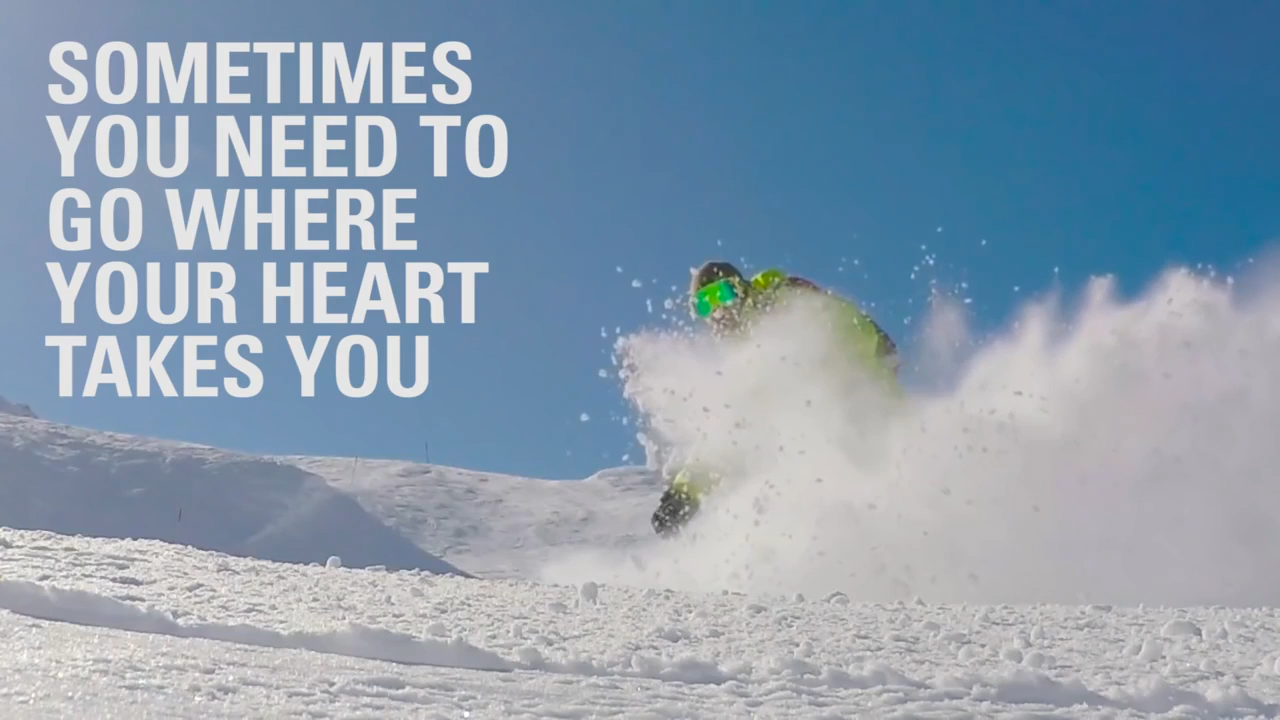 SOMETIMES
YOU NEED TO
GO WHERE
YOUR HEART
TAKES YOU